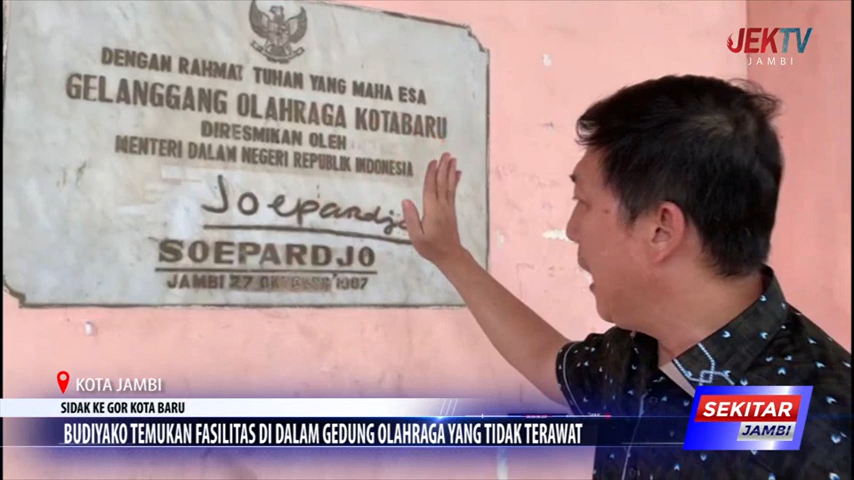 JEKTV
JAMBI
DENGAN RAHMAT TUHAN YANG MAHA ESA
GELANGGANG OLAHRAGA KOTABARU
DIRESMIKAN OLEH
MENTERI DALAM NEGERI REPUBLIK INDONESIA
Joepardjo
SOEPARDJO
JAMBI 27 OKTOBER 1987
KOTA JAMBI
SIDAK KE GOR KOTA BARU
BUDIYAKO TEMUKAN FASILITAS DI DALAM GEDUNG OLAHRAGA YANG TIDAK TERAWAT
SEKITAR
JAMBI